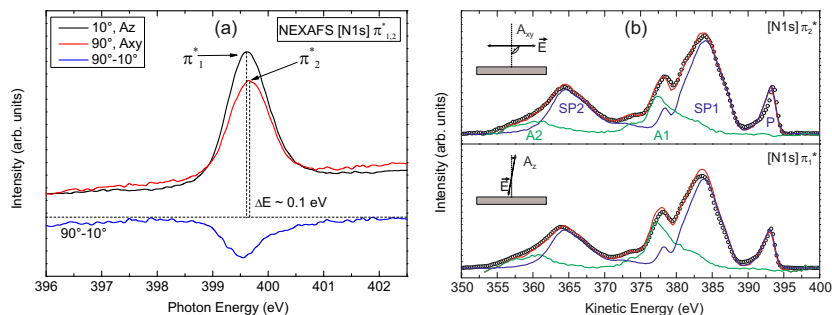 (a)
NEXAFS [N1s] π*1,2
10°, Az
90°, Axy
90°-10°
π*1
π*2
ΔE ~ 0.1 eV
90°-10°
Intensity (arb. units)
396 397 398 399 400 401 402
Photon Energy (eV)
(b)
[N1s] π2*
Axy
E
SP2
SP1
P
A2
A1
[N1s] π1*
Az
E
Intensity (arb. units)
350 355 360 365 370 375 380 385 390 395 400
Kinetic Energy (eV)